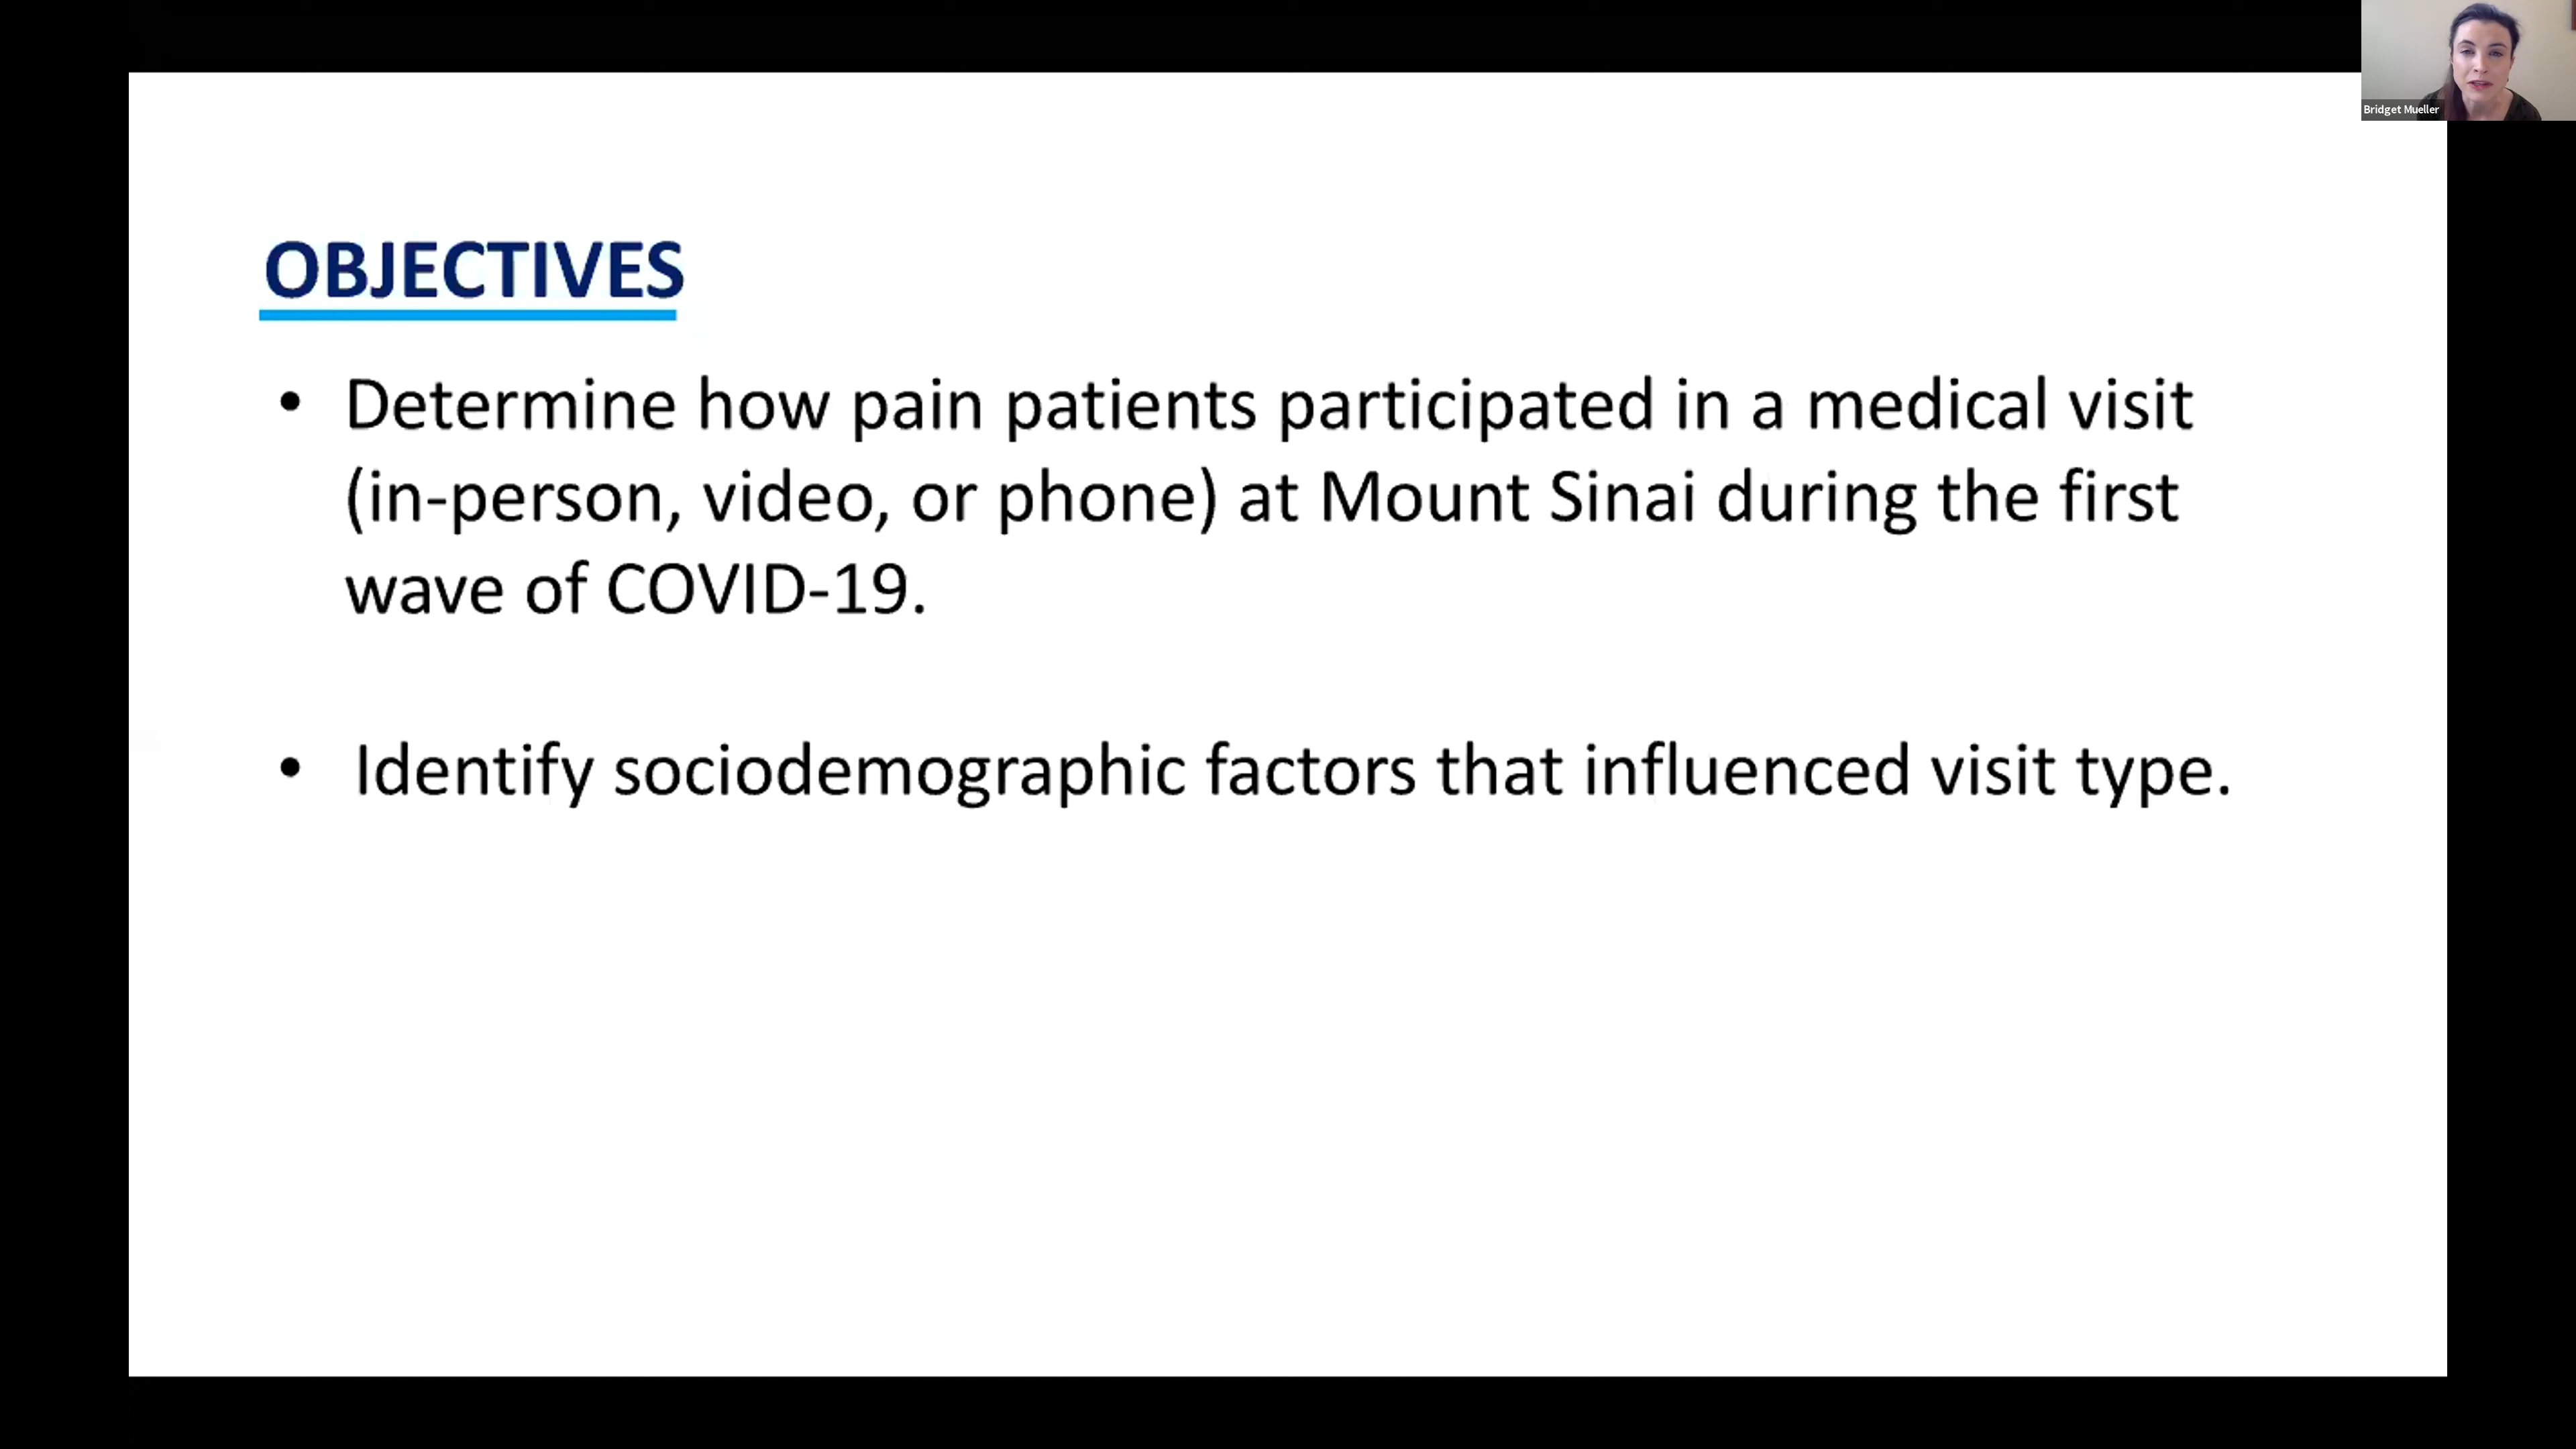 Bridget Mueller
OBJECTIVES
• Determine how pain patients participated in a medical visit
(in-person, video, or phone) at Mount Sinai during the first
wave of COVID-19.
• Identify sociodemographic factors that influenced visit type.